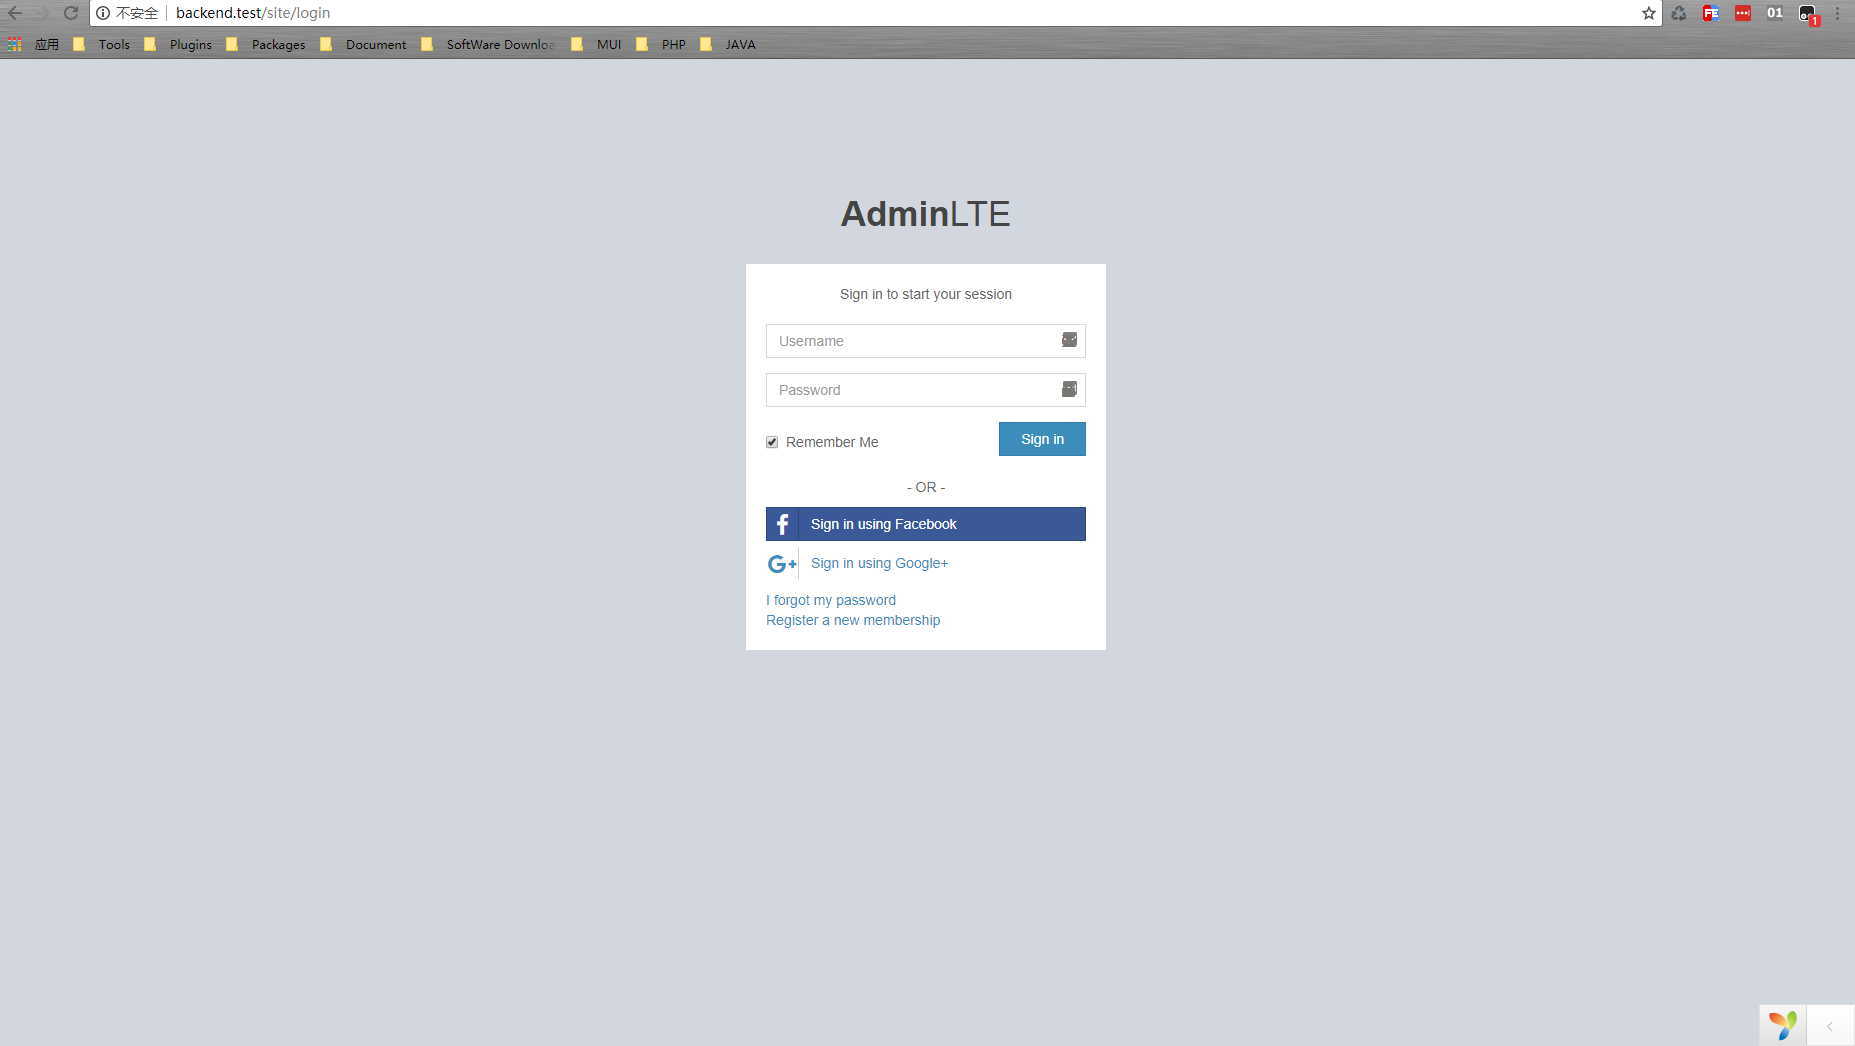 不安全 backend.test/site/login
01
1
应用 Tools Plugins Packages Document SoftWare Downloa MUI PHP JAVA
AdminLTE
Sign in to start your session
Username
Password
Remember Me
Sign in
- OR -
Sign in using Facebook
G+ Sign in using Google+
I forgot my password
Register a new membership